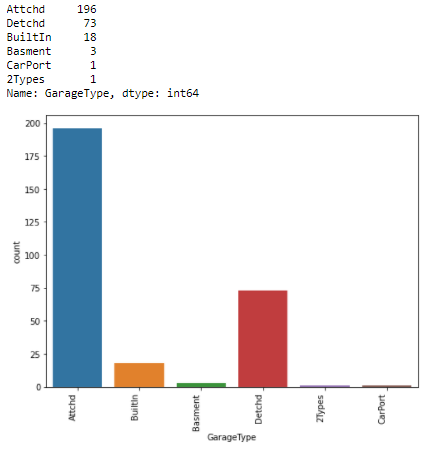 Attchd 196
Detchd 73
BuiltIn 18
Basment 3
CarPort 1
2Types 1
Name: GarageType, dtype: int64
200
175
150
125
100
75
50
25
0
count
Attchd
BuiltIn
Basment
Detchd
2Types
CarPort
GarageType